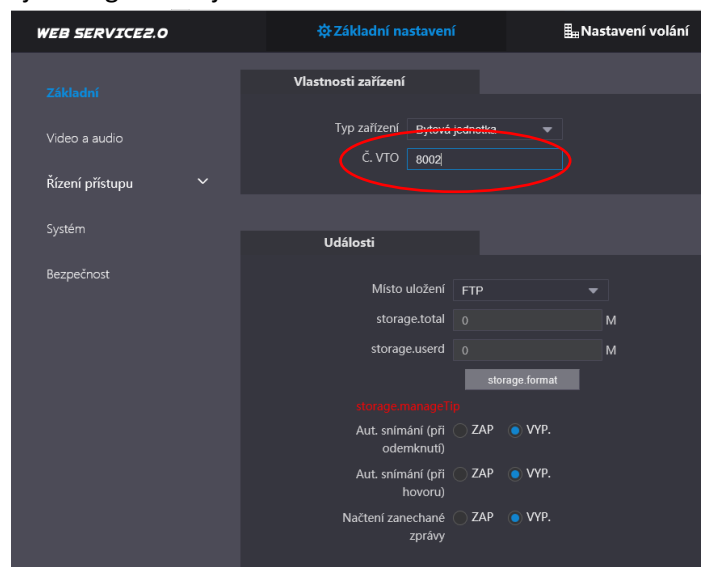 WEB SERVICE2.0
Základní nastavení
Nastavení volání
Základní
Video a audio
Řízení přístupu
Systém
Bezpečnost
Vlastnosti zařízení
Typ zařízení Bytová jednotka
Č. VTO 8002
Události
Místo uložení FTP
storage.total 0 M
storage.userd 0 M
storage.format
storage.manageTip
Aut. snímání (při odemknutí) ZAP VYP.
Aut. snímání (při hovoru) ZAP VYP.
Načtení zanechané zprávy ZAP VYP.